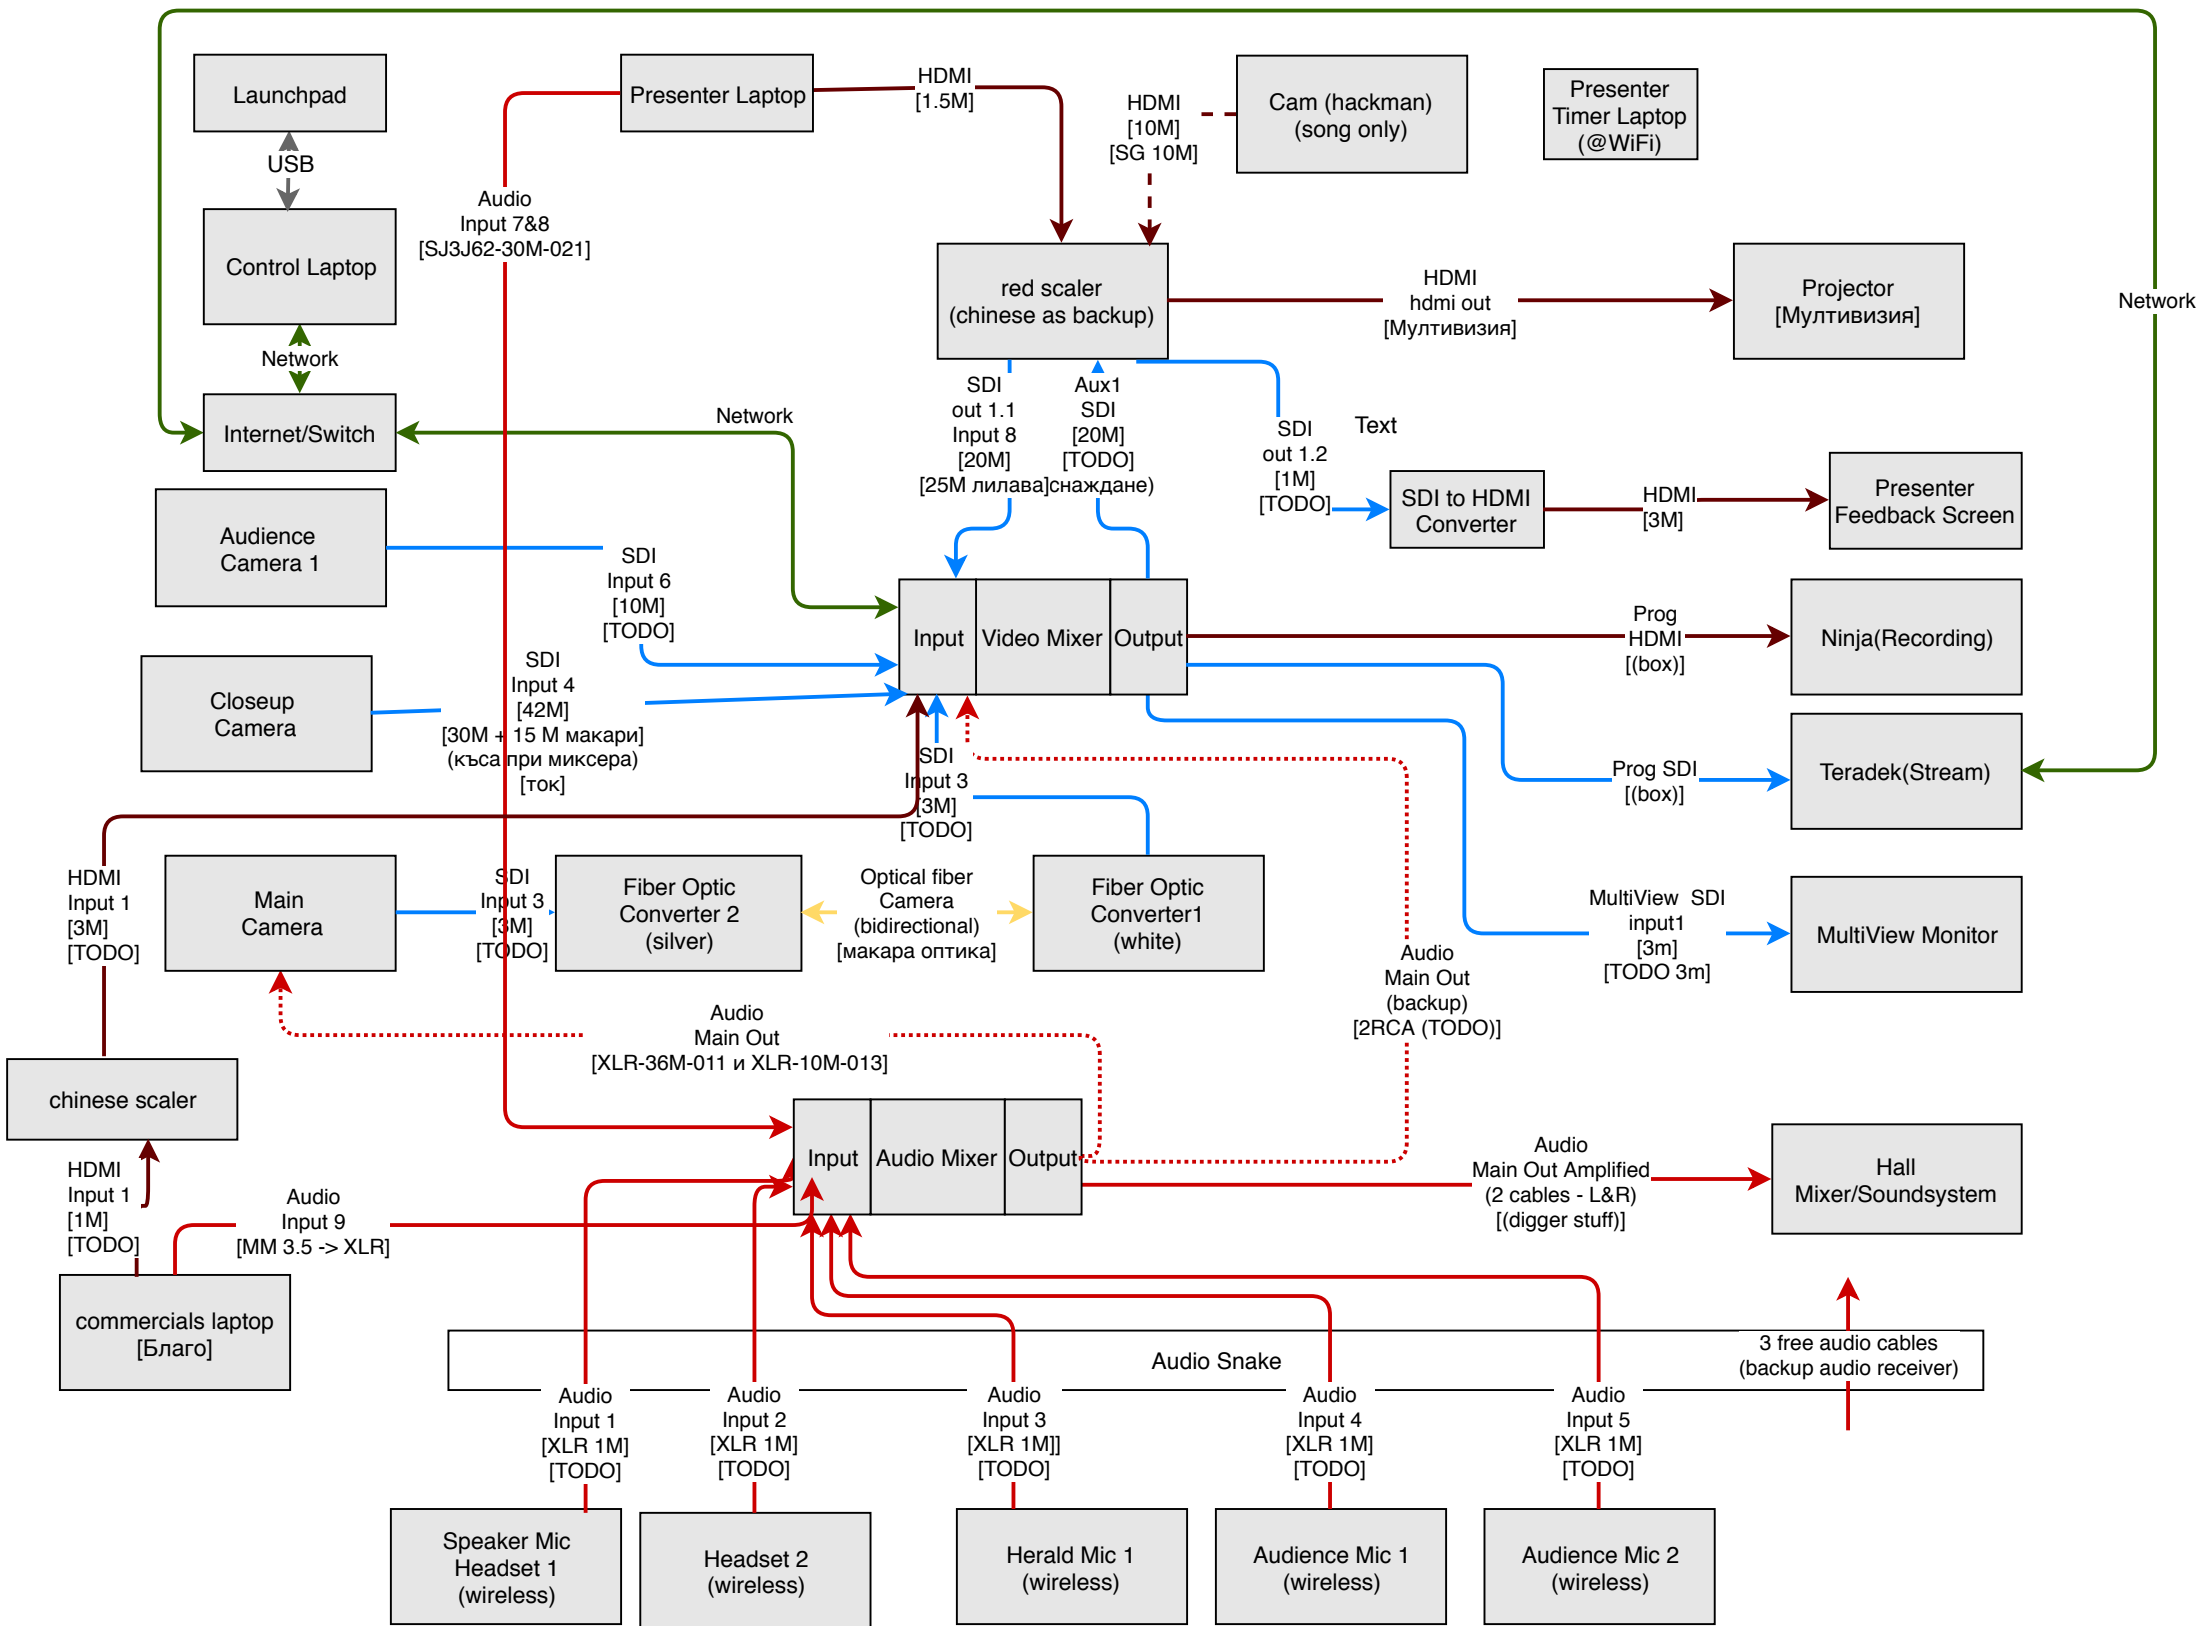 Launchpad
USB
Control Laptop
Network
Internet/Switch
Presenter Laptop
HDMI
[1.5M]
HDMI
[10M]
[SG 10M]
Cam (hackman)
(song only)
Presenter
Timer Laptop
(@WiFi)
Audio
Input 7&8
[SJ3J62-30M-021]
red scaler
(chinese as backup)
HDMI
hdmi out
[Мултивизия]
Projector
[Мултивизия]
Network
Network
SDI
out 1.1
Input 8
[20M]
[25M лилава]
Aux1
SDI
[20M]
[TODO]
снаждане)
SDI
out 1.2
[1M]
[TODO]
Text
SDI to HDMI
Converter
HDMI
[3M]
Presenter
Feedback Screen
Audience
Camera 1
SDI
Input 6
[10M]
[TODO]
Closeup
Camera
SDI
Input 4
[42M]
[30M + 15 M макари]
(къса при миксера)
[ток]
Input
Video Mixer
Output
Prog
HDMI
[(box)]
Ninja(Recording)
Prog SDI
[(box)]
Teradek(Stream)
SDI
Input 3
[3M]
[TODO]
HDMI
Input 1
[3M]
[TODO]
Main
Camera
SDI
Input 3
[3M]
[TODO]
Fiber Optic
Converter 2
(silver)
Optical fiber
Camera
(bidirectional)
[макара оптика]
Fiber Optic
Converter1
(white)
MultiView  SDI
input1
[3m]
[TODO 3m]
MultiView Monitor
Audio
Main Out
(backup)
[2RCA (TODO)]
Audio
Main Out
[XLR-36M-011 и XLR-10M-013]
chinese scaler
HDMI
Input 1
[1M]
[TODO]
Audio
Input 9
[MM 3.5 -> XLR]
commercials laptop
[Благо]
Input
Audio Mixer
Output
Audio
Main Out Amplified
(2 cables - L&R)
[(digger stuff)]
Hall
Mixer/Soundsystem
Audio Snake
3 free audio cables
(backup audio receiver)
Audio
Input 1
[XLR 1M]
[TODO]
Audio
Input 2
[XLR 1M]
[TODO]
Audio
Input 3
[XLR 1M]]
[TODO]
Audio
Input 4
[XLR 1M]
[TODO]
Audio
Input 5
[XLR 1M]
[TODO]
Speaker Mic
Headset 1
(wireless)
Headset 2
(wireless)
Herald Mic 1
(wireless)
Audience Mic 1
(wireless)
Audience Mic 2
(wireless)